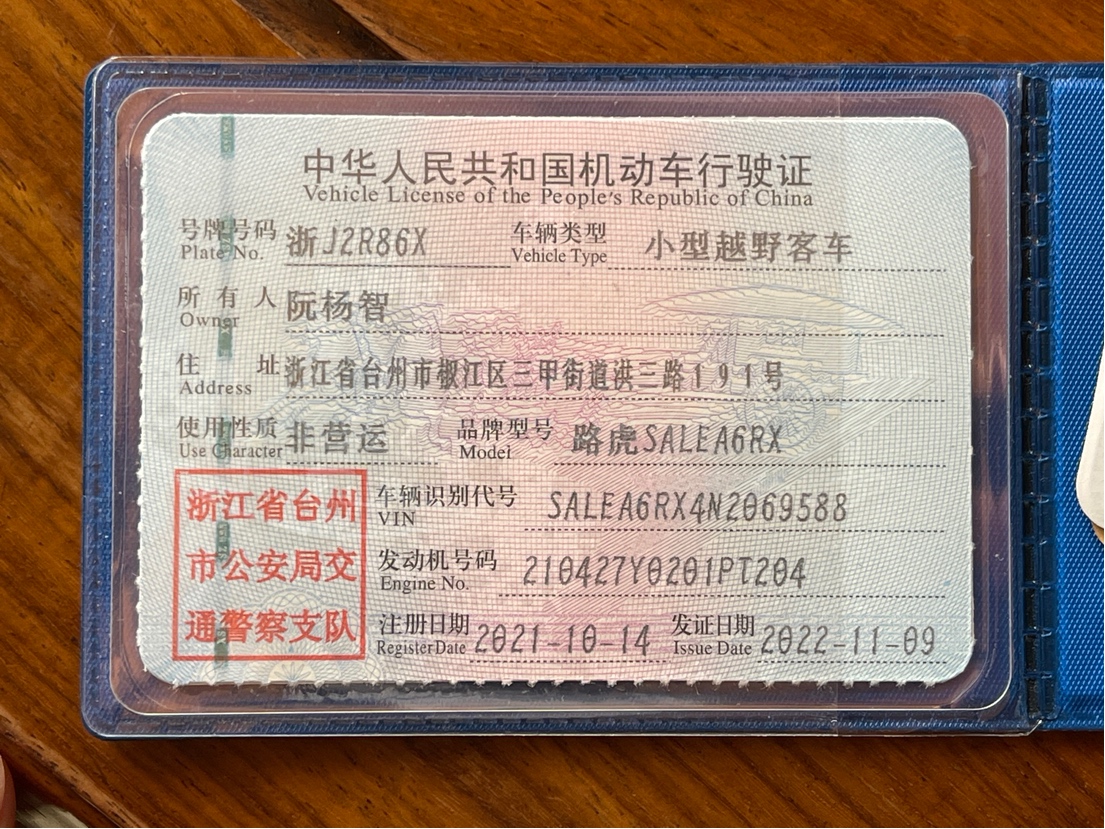 中华人民共和国机动车行驶证
Vehicle License of the People's Republic of China
号牌号码 浙J2R86X 车辆类型 小型越野客车
Plate No. Vehicle Type
所有人 阮杨智
Owner
住址 浙江省台州市椒江区三甲街道洪三路191号
Address
使用性质 非营运 品牌型号 路虎SALEA6RX
Use Character Model
浙江省台州
市公安局交
通警察支队
车辆识别代号 SALEA6RX4N2069588
VIN
发动机号码 210427Y0201PT204
Engine No.
注册日期 2021-10-14 发证日期 2022-11-09
Register Date Issue Date